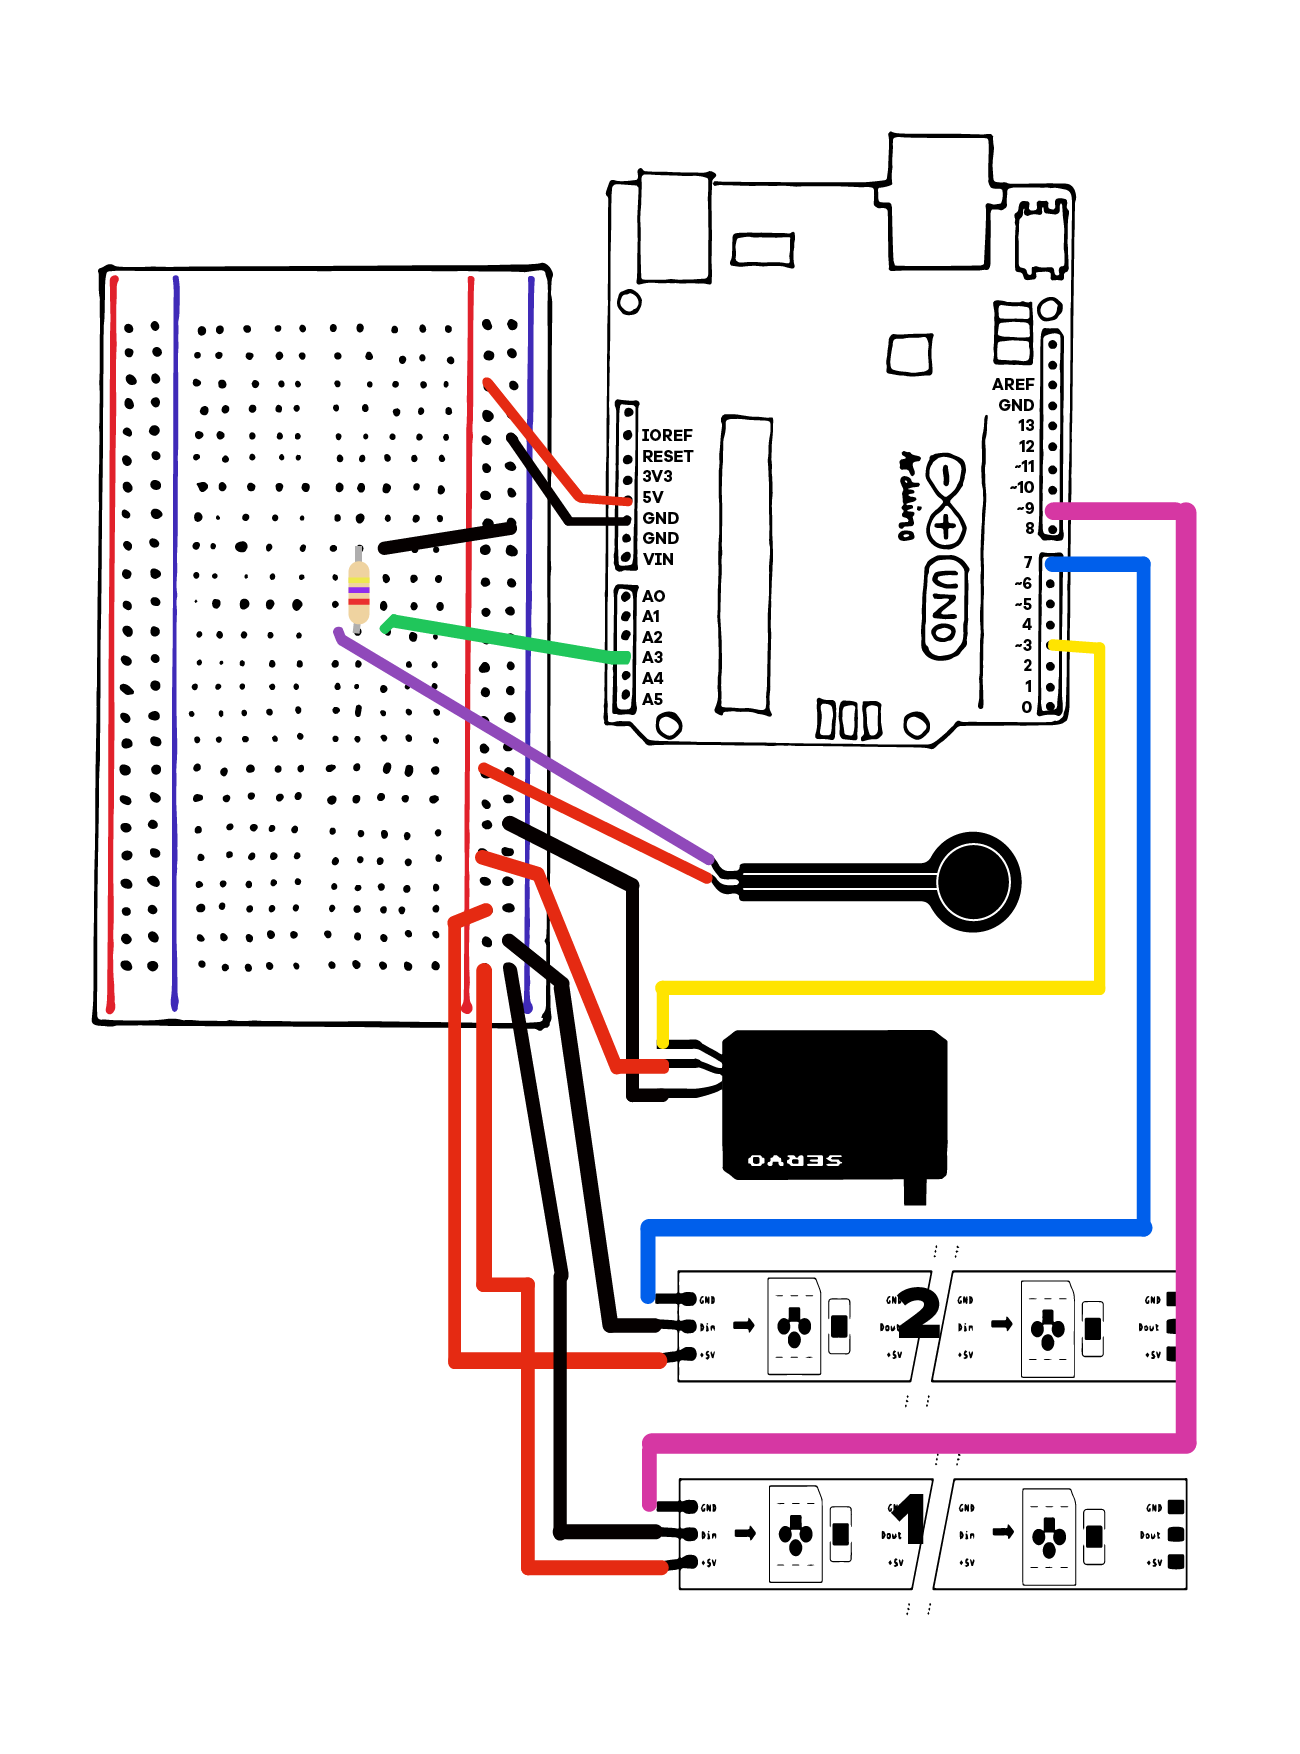 IOREF
RESET
3V3
5V
GND
GND
VIN
A0
A1
A2
A3
A4
A5
AREF
GND
13
12
~11
~10
~9
8
7
~6
~5
4
~3
2
1
0
Arduino
UNO
SERVO
GND
Din
+5V
GND
Dout
+5V
2
GND
Din
+5V
GND
Dout
+5V
GND
Din
+5V
GND
Dout
+5V
1
GND
Din
+5V
GND
Dout
+5V